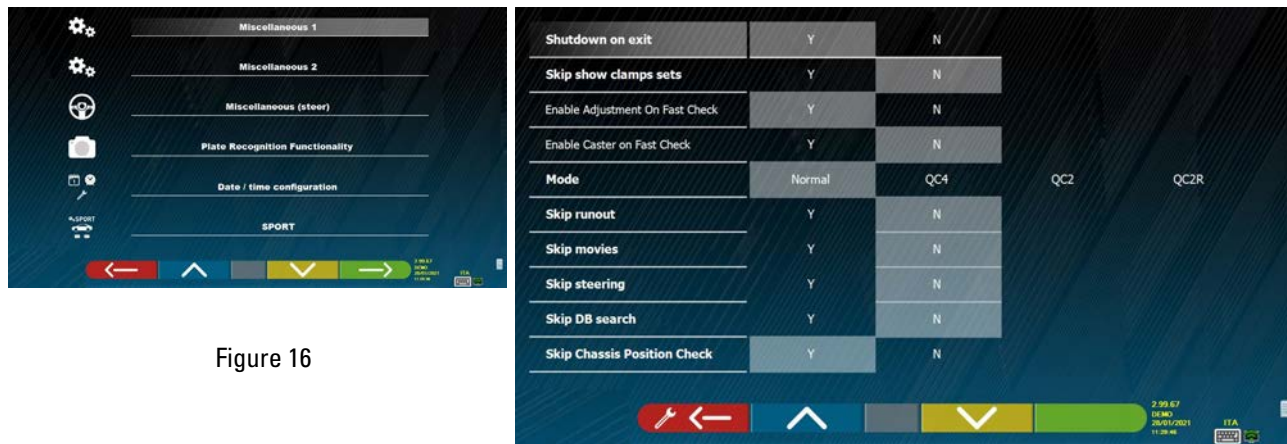 Miscellaneous 1
Miscellaneous 2
Miscellaneous (steer)
Plate Recognition Functionality
Date / time configuration
SPORT
SPORT
2.99.67
DEMO
28/01/2021
ITA
Figure 16
Shutdown on exit Y N
Skip show clamps sets Y N
Enable Adjustment On Fast Check Y N
Enable Caster on Fast Check Y N
Mode Normal QC4 QC2 QC2R
Skip runout Y N
Skip movies Y N
Skip steering Y N
Skip DB search Y N
Skip Chassis Position Check Y N
2.99.67
DEMO
28/01/2021
11:28:46
ITA